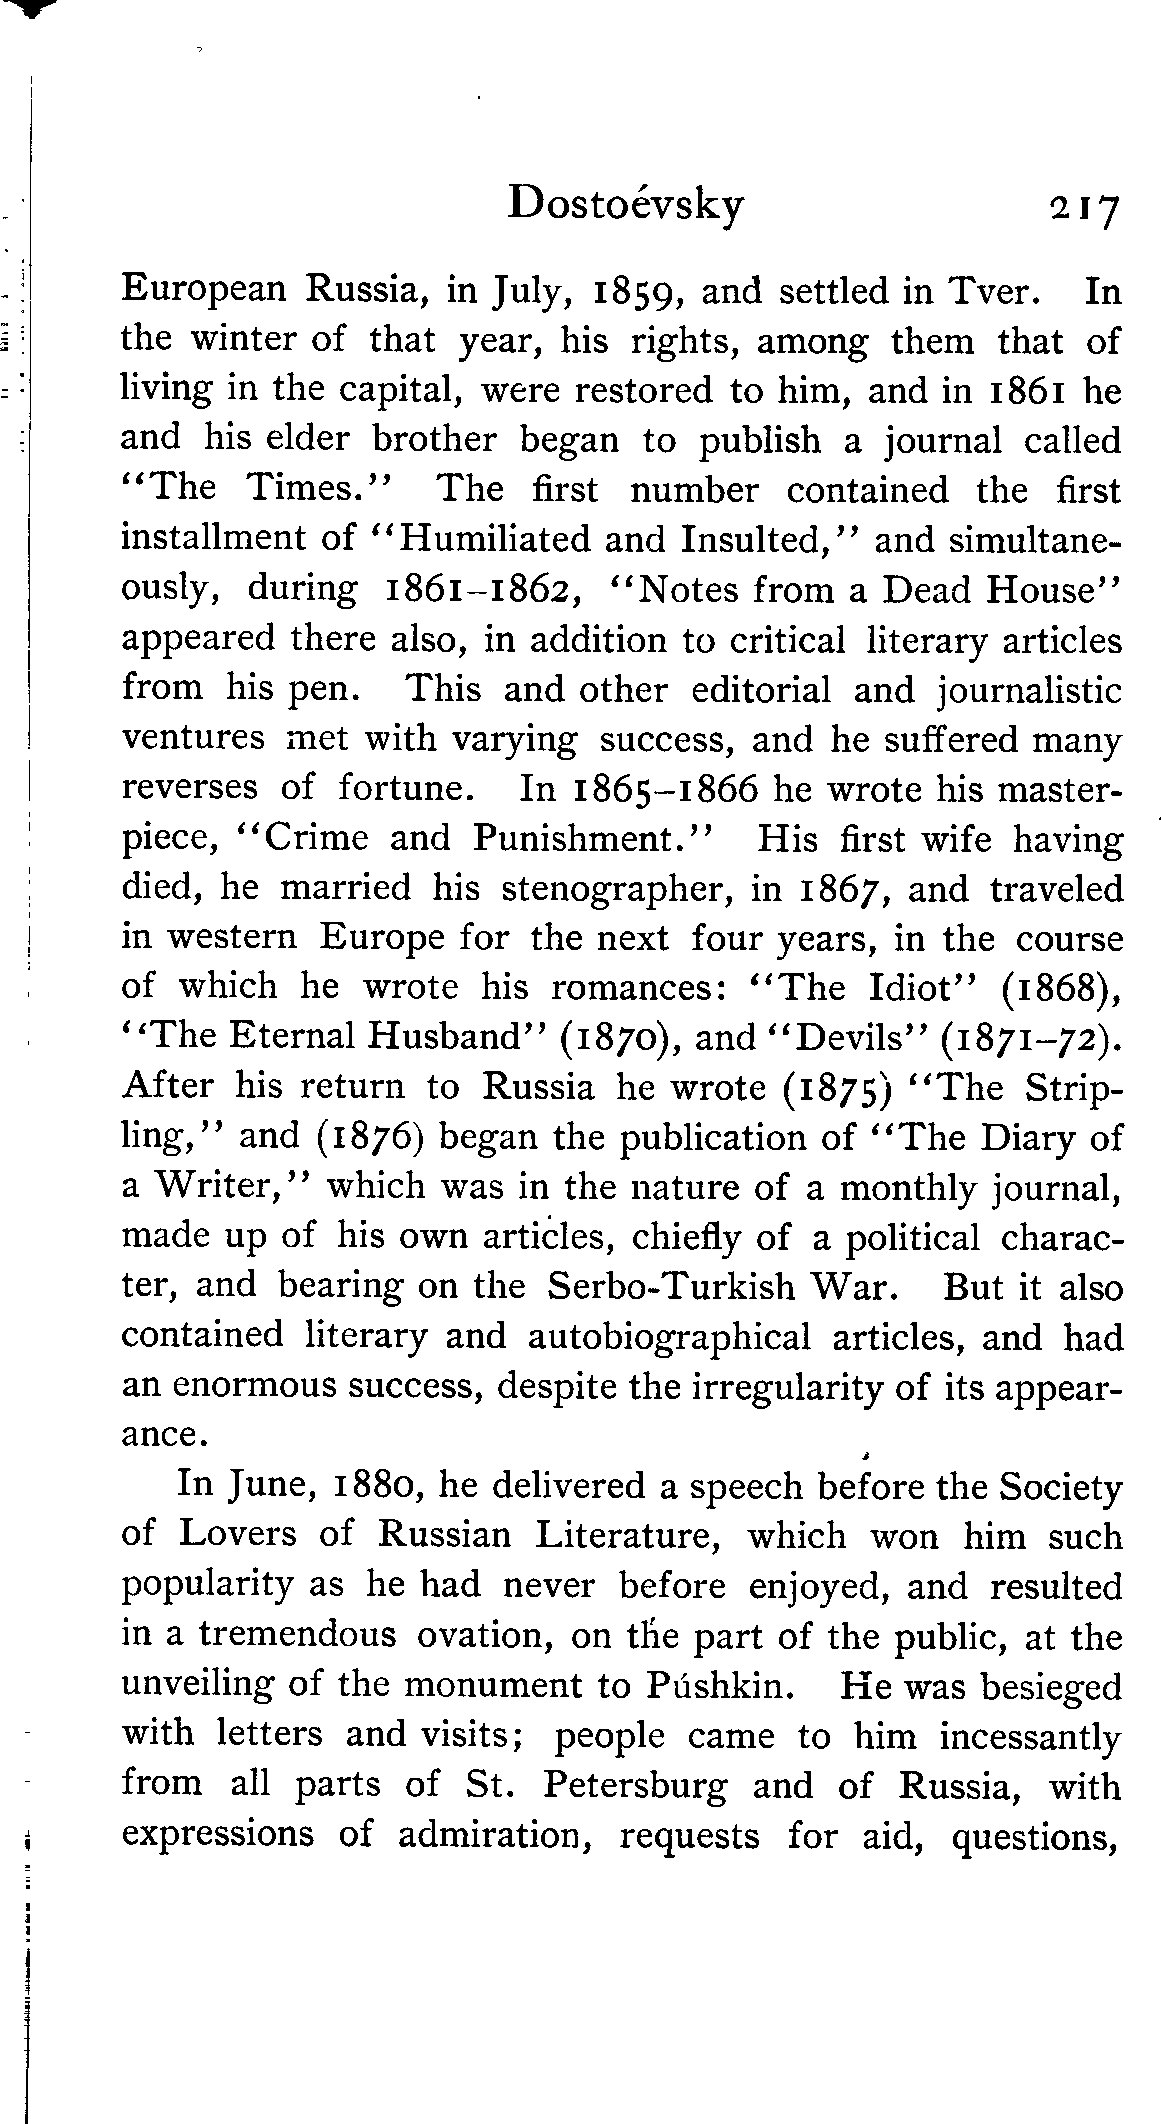 Dostoévsky 217
European Russia, in July, 1859, and settled in Tver. In
the winter of that year, his rights, among them that of
living in the capital, were restored to him, and in 1861 he
and his elder brother began to publish a journal called
"The Times." The first number contained the first
installment of "Humiliated and Insulted," and simultane-
ously, during 1861–1862, "Notes from a Dead House"
appeared there also, in addition to critical literary articles
from his pen. This and other editorial and journalistic
ventures met with varying success, and he suffered many
reverses of fortune. In 1865–1866 he wrote his master-
piece, "Crime and Punishment." His first wife having
died, he married his stenographer, in 1867, and traveled
in western Europe for the next four years, in the course
of which he wrote his romances: "The Idiot" (1868),
"The Eternal Husband" (1870), and "Devils" (1871–72).
After his return to Russia he wrote (1875) "The Strip-
ling," and (1876) began the publication of "The Diary of
a Writer," which was in the nature of a monthly journal,
made up of his own articles, chiefly of a political charac-
ter, and bearing on the Serbo-Turkish War. But it also
contained literary and autobiographical articles, and had
an enormous success, despite the irregularity of its appear-
ance.
In June, 1880, he delivered a speech before the Society
of Lovers of Russian Literature, which won him such
popularity as he had never before enjoyed, and resulted
in a tremendous ovation, on the part of the public, at the
unveiling of the monument to Púshkin. He was besieged
with letters and visits; people came to him incessantly
from all parts of St. Petersburg and of Russia, with
expressions of admiration, requests for aid, questions,